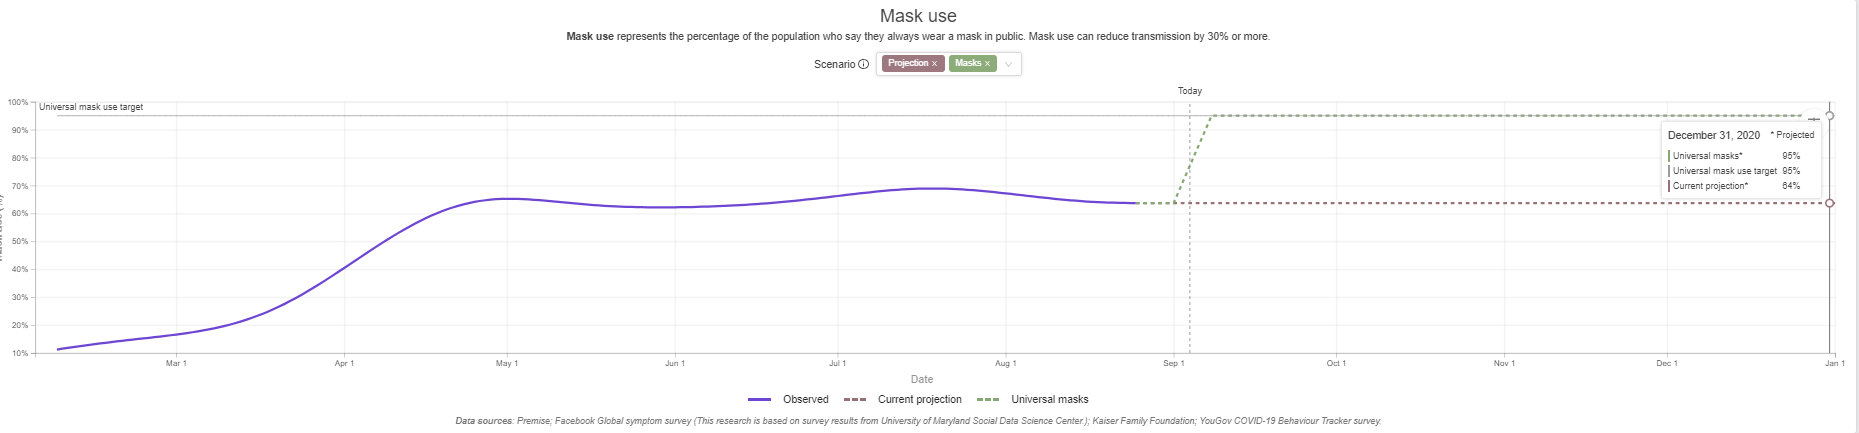 Mask use
Mask use represents the percentage of the population who say they always wear a mask in public. Mask use can reduce transmission by 30% or more.
Scenario Projection × Masks ×
Today
100%
Universal mask use target
90%
80%
70%
60%
50%
40%
30%
20%
10%
December 31, 2020 * Projected
Universal masks* 95%
Universal mask use target 95%
Current projection* 64%
Mar 1 Apr 1 May 1 Jun 1 Jul 1 Aug 1 Sep 1 Oct 1 Nov 1 Dec 1 Jan 1
Date
Observed Current projection Universal masks
Data sources: Premise; Facebook Global symptom survey (This research is based on survey results from University of Maryland Social Data Science Center.); Kaiser Family Foundation; YouGov COVID-19 Behaviour Tracker survey.